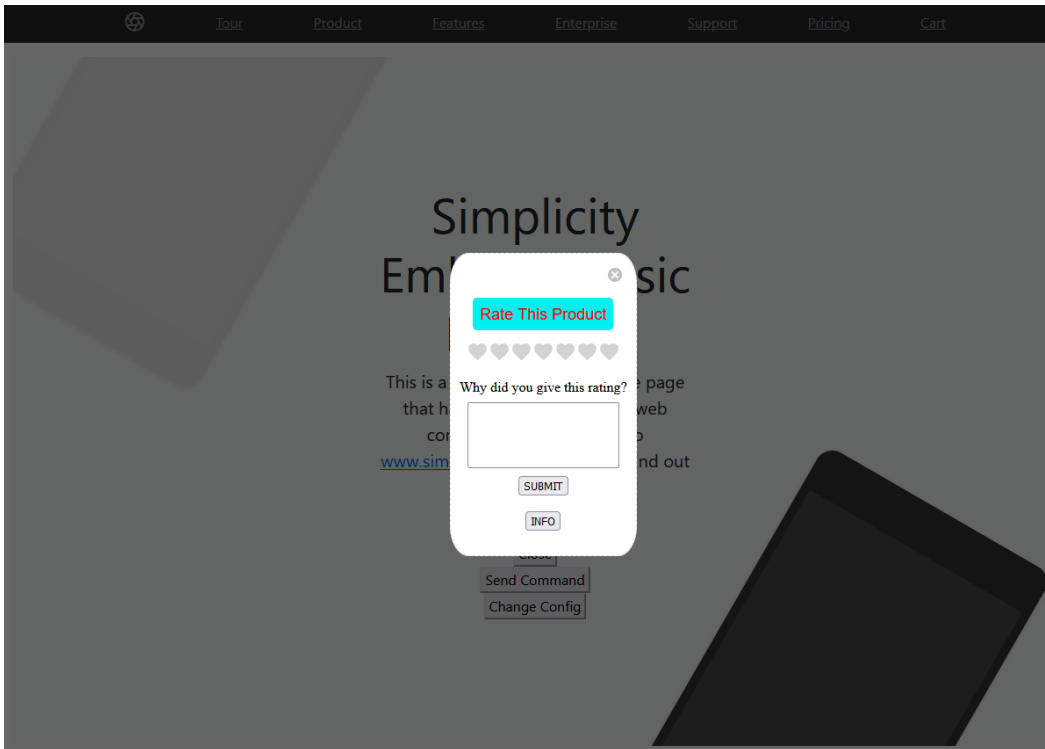 Tour Product Features Enterprise Support Pricing Cart
Simplicity
Em sic
Rate This Product
This is a page
Why did you give this rating?
that web
www.sim nd out
SUBMIT
INFO
Close
Send Command
Change Config